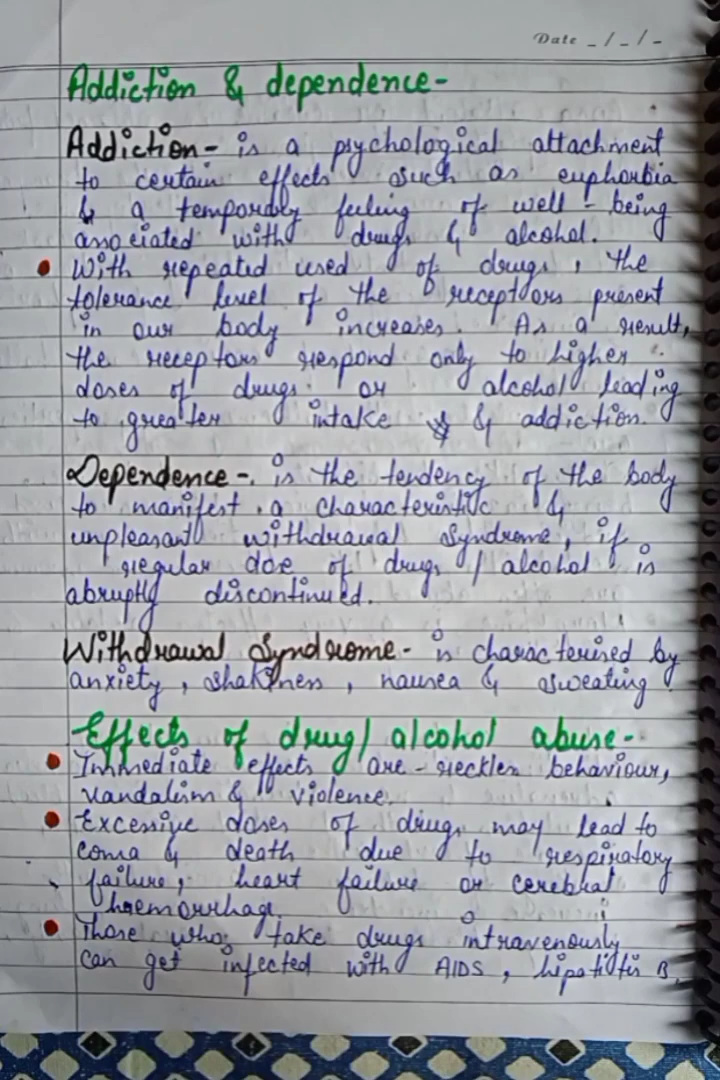 Date _/_/_
Addiction & dependence-
Addiction- is a psychological attachment
to certain effects such as euphorbia
& a temporaly feeling of well-being
associated with drugs & alcohol.
• With repeated used of drugs, the
tolerance level of the receptors present
in our body increases. As a result,
the receptors respond only to higher
doses of drugs or alcohol leading
to greater intake & addiction.
Dependence-. is the tendency of the body
to manifest a characteristic &
unpleasant withdrawal syndrome, if
regular dose of drugs / alcohol is
abruptly discontinued.
Withdrawal Syndrome- is characterised by
anxiety, shakiness, nausea & sweating.
Effects of drug/ alcohol abuse-
• Immediate effects are - reckless behaviour,
vandalism & violence.
• Excessive doses of drugs may lead to
coma & death due to respiratory
failure, heart failure or cerebral
haemorrhage.
• Those who take drugs intravenously
can get infected with AIDS, hepatitis B,